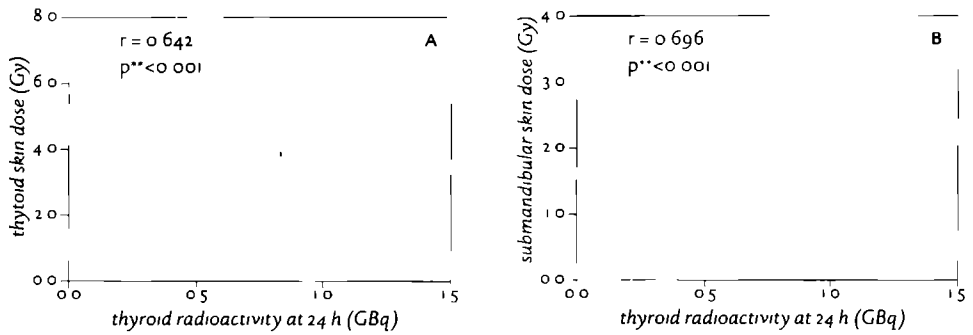 A
r = 0 642
p**<0 001
thytoid skin dose (Gy)
8 0
6 0
4 0
2 0
0 0
0 0
0 5
1 0
1 5
thyroid radioactivity at 24 h (GBq)
B
r = 0 696
p**<0 001
submandibular skin dose (Gy)
4 0
3 0
2 0
1 0
0 0
0 0
0 5
1 0
1 5
thyroid radioactivity at 24 h (GBq)